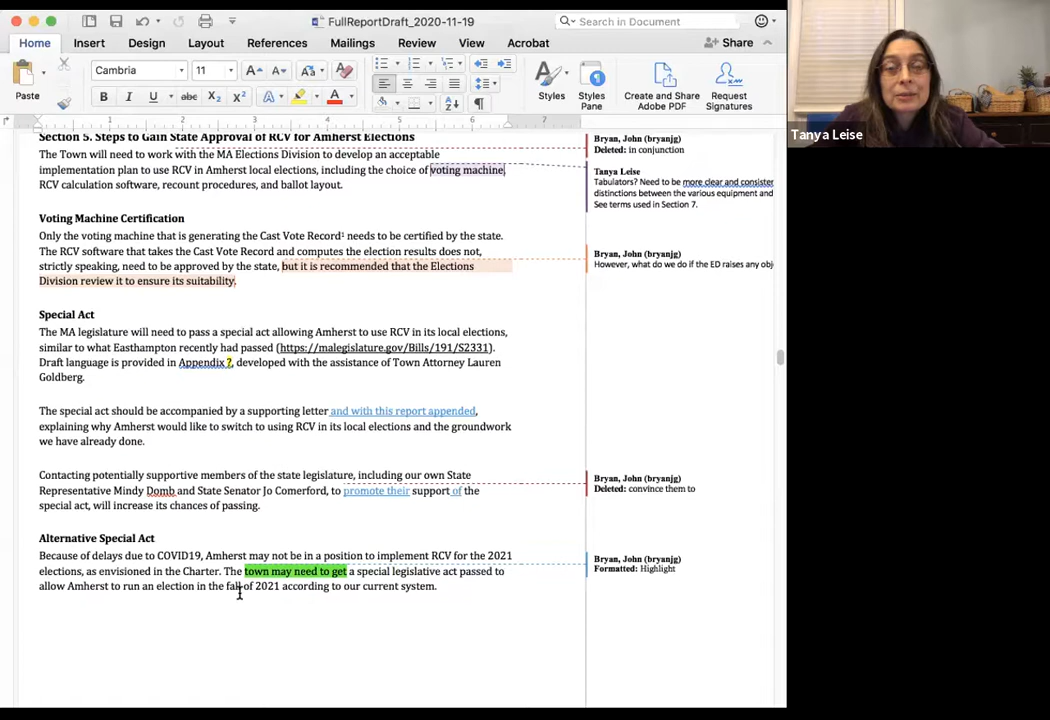 FullReportDraft_2020-11-19
Search in Document
Home Insert Design Layout References Mailings Review View Acrobat Share
Paste
Cambria 11
B I U abc X2 X2 A A
Styles
Styles Pane
Create and Share Adobe PDF
Request Signatures
Tanya Leise
1 2 3 4 5 6 7
Section 5. Steps to Gain State Approval of RCV for Amherst Elections
The Town will need to work with the MA Elections Division to develop an acceptable
implementation plan to use RCV in Amherst local elections, including the choice of voting machine,
RCV calculation software, recount procedures, and ballot layout.
Voting Machine Certification
Only the voting machine that is generating the Cast Vote Record1 needs to be certified by the state.
The RCV software that takes the Cast Vote Record and computes the election results does not,
strictly speaking, need to be approved by the state, but it is recommended that the Elections
Division review it to ensure its suitability.
Special Act
The MA legislature will need to pass a special act allowing Amherst to use RCV in its local elections,
similar to what Easthampton recently had passed (https://malegislature.gov/Bills/191/S2331).
Draft language is provided in Appendix ?, developed with the assistance of Town Attorney Lauren
Goldberg.
The special act should be accompanied by a supporting letter and with this report appended,
explaining why Amherst would like to switch to using RCV in its local elections and the groundwork
we have already done.
Contacting potentially supportive members of the state legislature, including our own State
Representative Mindy Domb and State Senator Jo Comerford, to promote their support of the
special act, will increase its chances of passing.
Alternative Special Act
Because of delays due to COVID19, Amherst may not be in a position to implement RCV for the 2021
elections, as envisioned in the Charter. The town may need to get a special legislative act passed to
allow Amherst to run an election in the fall of 2021 according to our current system.
Bryan, John (bryanjg)
Deleted: in conjunction
Tanya Leise
Tabulators? Need to be more clear and consisten
distinctions between the various equipment and
See terms used in Section 7.
Bryan, John (bryanjg)
However, what do we do if the ED raises any obj
Bryan, John (bryanjg)
Deleted: convince them to
Bryan, John (bryanjg)
Formatted: Highlight